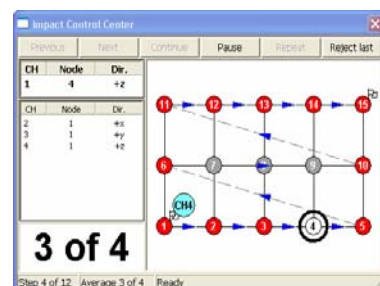 Impact Control Center
Previous Next Continue Pause Repeat Reject last
CH Node Dir.
1 4 +z
CH Node Dir.
2 1 +x
3 1 +y
4 1 +z
3 of 4
11 12 13 14 15
6 7 9 10
CH4
1 2 3 4 5
Step 4 of 12 Average 3 of 4 Ready